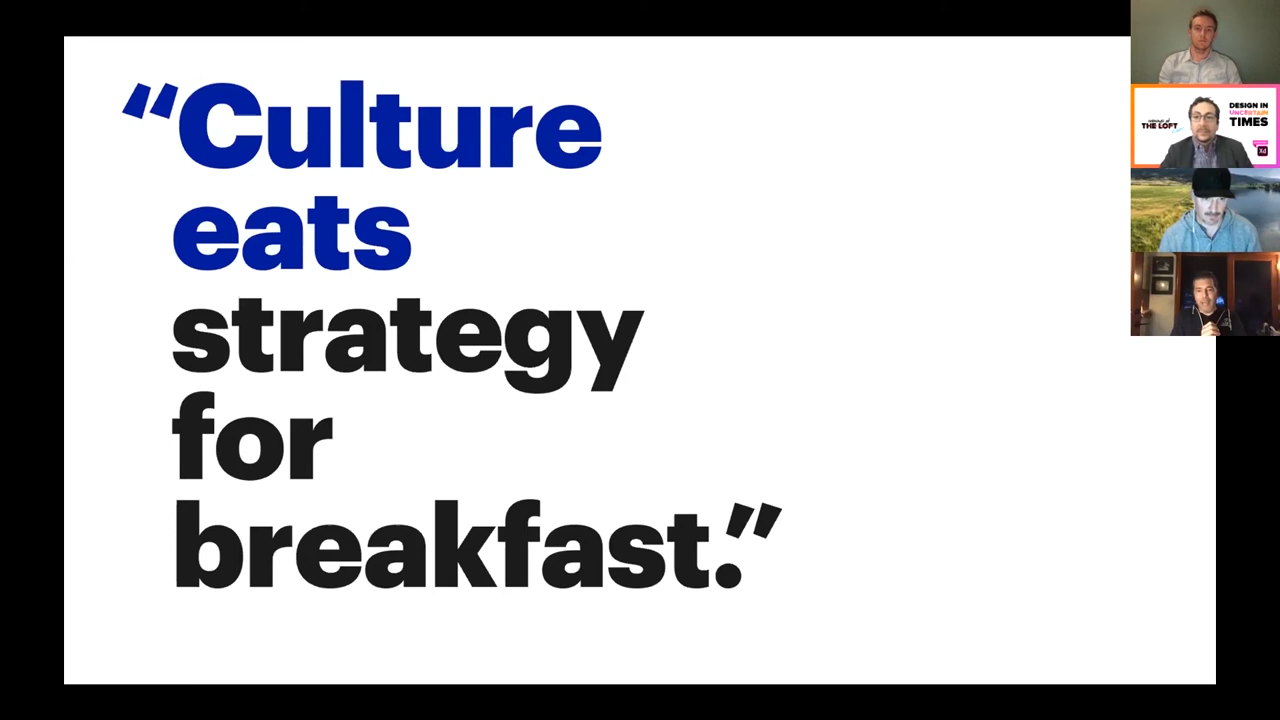 “Culture
eats
strategy
for
breakfast.”
THE LOFT
DESIGN IN
UNCERTAIN
TIMES
Xd